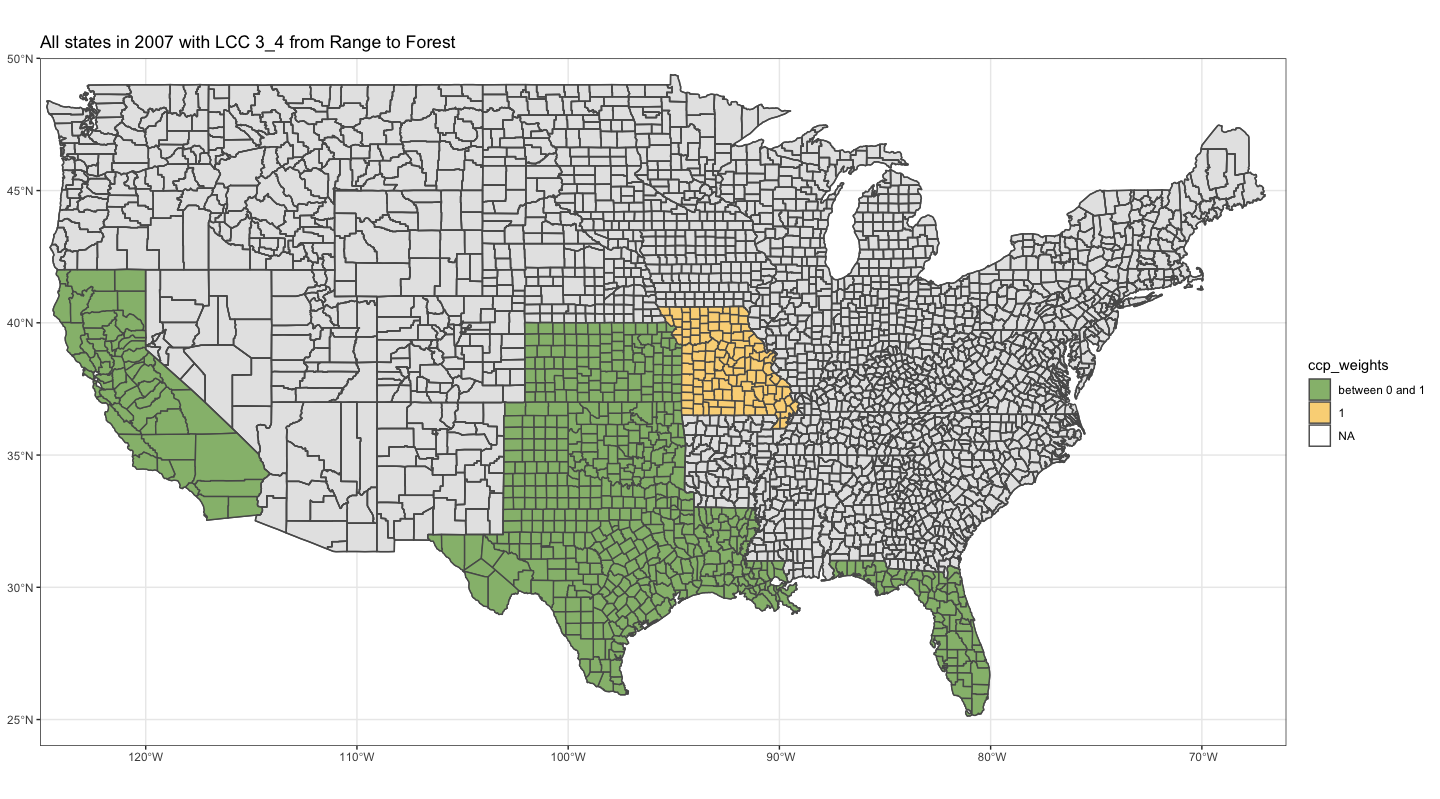 All states in 2007 with LCC 3_4 from Range to Forest
50°N
45°N
40°N
35°N
30°N
25°N
120°W
110°W
100°W
90°W
80°W
70°W
ccp_weights
between 0 and 1
1
NA